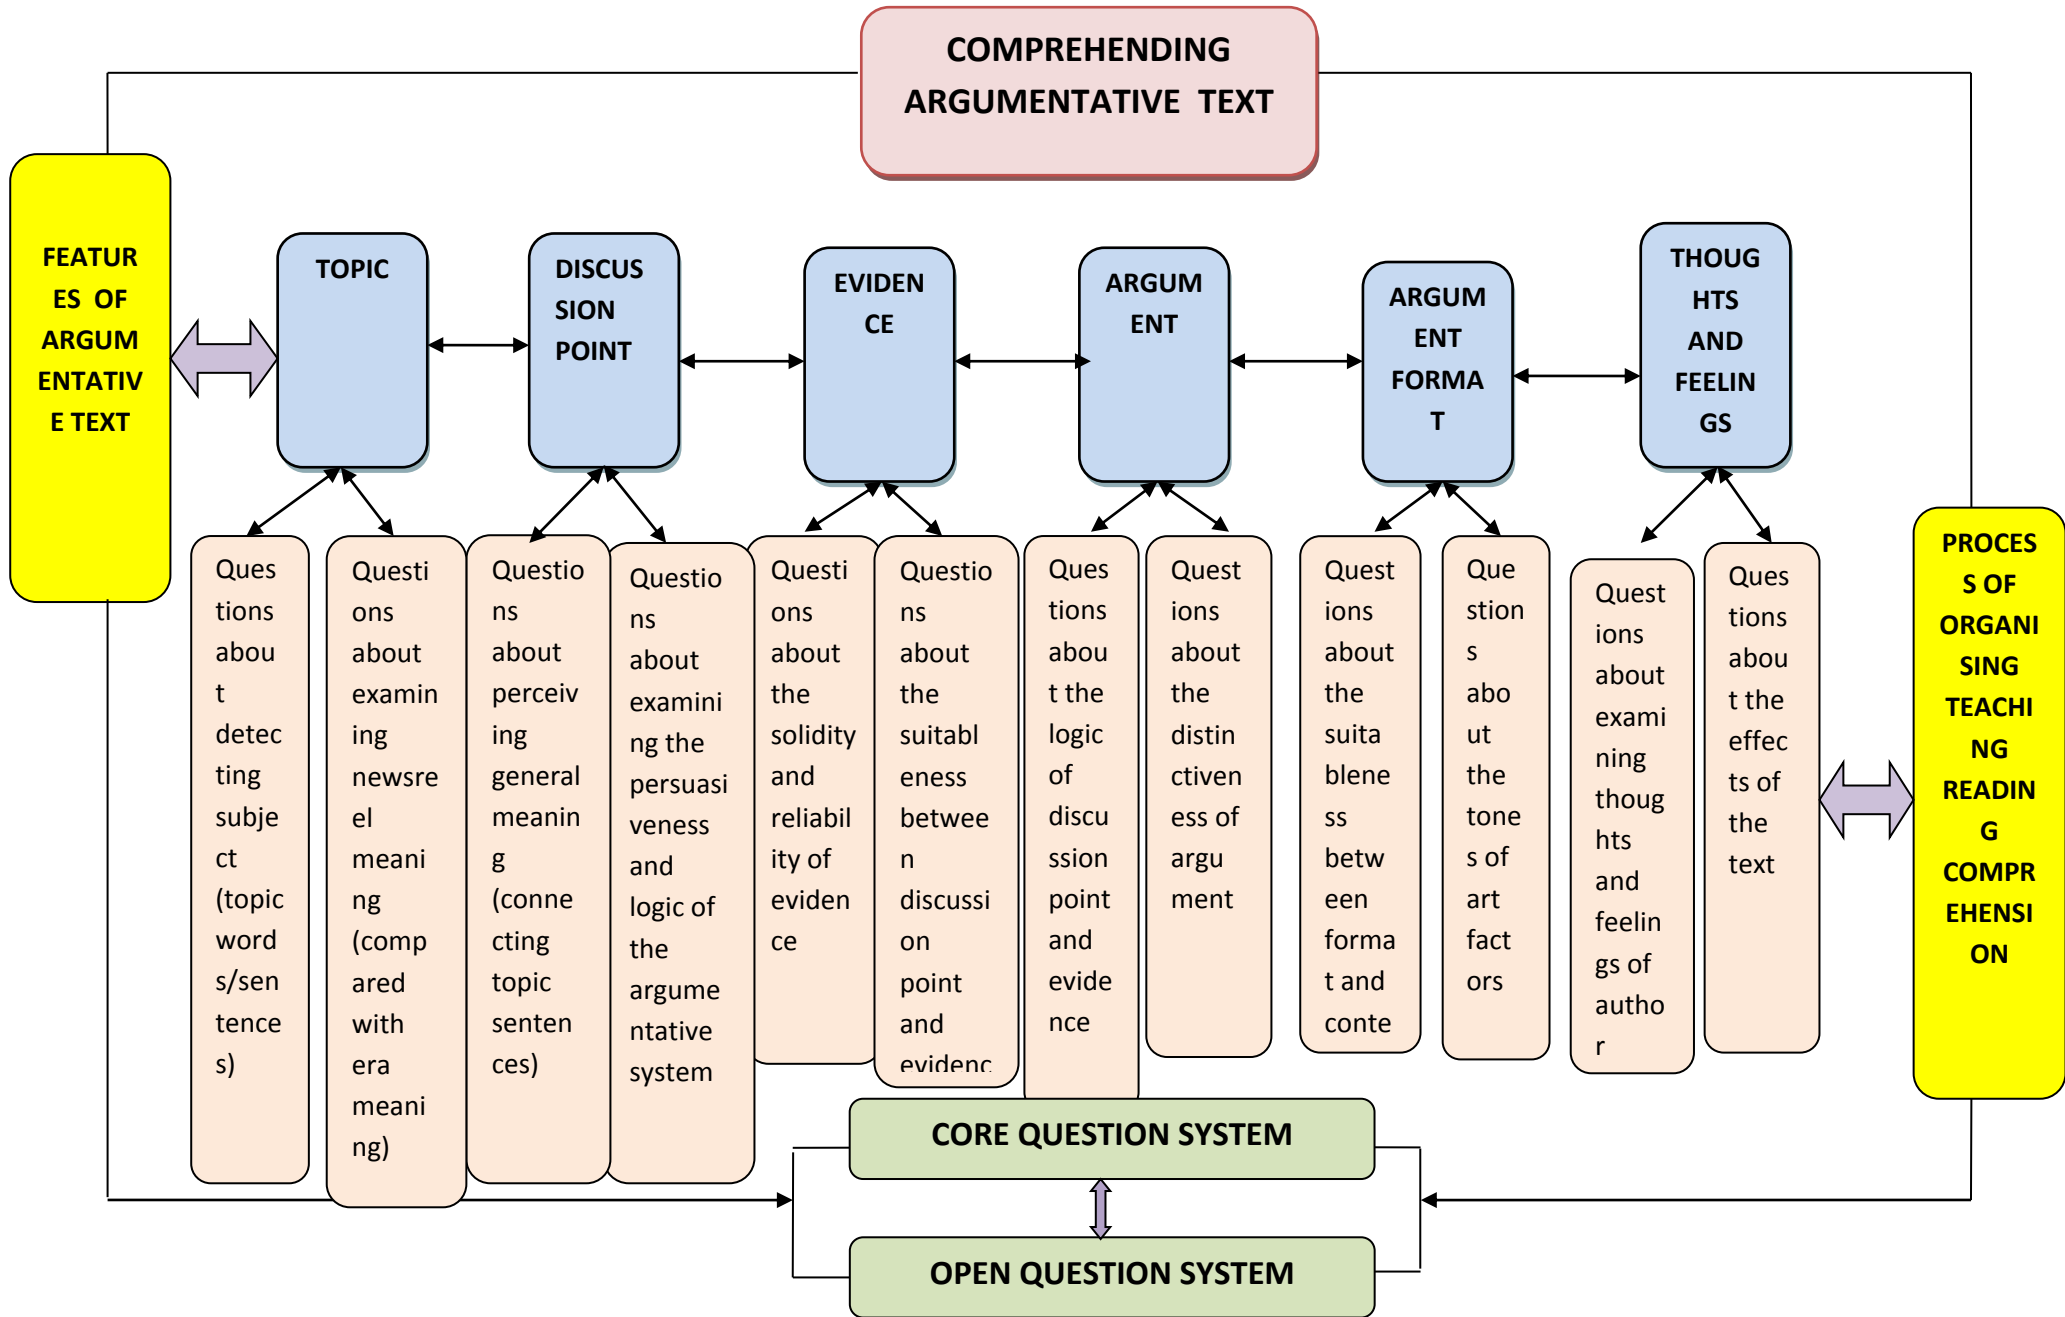 COMPREHENDING
ARGUMENTATIVE TEXT
FEATUR
ES OF
ARGUM
ENTATIV
E TEXT
TOPIC
DISCUS
SION
POINT
EVIDEN
CE
ARGUM
ENT
ARGUM
ENT
FORMA
T
THOUG
HTS
AND
FEELIN
GS
Ques
tions
abou
t
detec
ting
subje
ct
(topic
word
s/sen
tence
s)
Questi
ons
about
examin
ing
newsre
el
meani
ng
(comp
ared
with
era
meani
ng)
Questio
ns
about
perceiv
ing
general
meanin
g
(conne
cting
topic
senten
ces)
Questio
ns
about
examini
ng the
persuasi
veness
and
logic of
the
argume
ntative
system
Questi
ons
about
the
solidity
and
reliabil
ity of
eviden
ce
Questio
ns
about
the
suitabl
eness
betwee
n
discussi
on
point
and
evidenc
Ques
tions
abou
t the
logic
of
discu
ssion
point
and
evide
nce
Quest
ions
about
the
distin
ctiven
ess of
argu
ment
Quest
ions
about
the
suita
blene
ss
betw
een
forma
t and
conte
Que
stion
s
abo
ut
the
tone
s of
art
fact
ors
Quest
ions
about
exami
ning
thoug
hts
and
feelin
gs of
autho
r
Ques
tions
abou
t the
effec
ts of
the
text
PROCES
S OF
ORGANI
SING
TEACHI
NG
READIN
G
COMPR
EHENSI
ON
CORE QUESTION SYSTEM
OPEN QUESTION SYSTEM